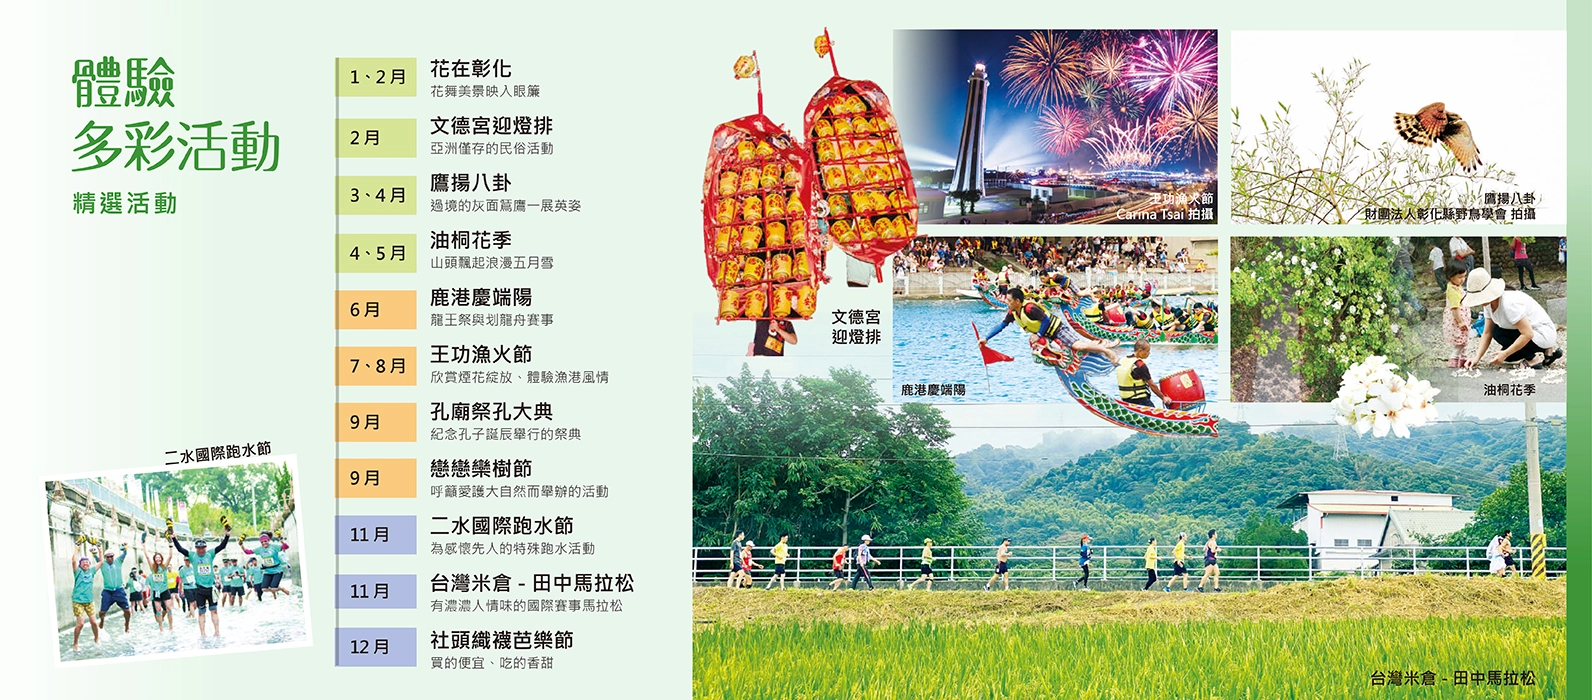 體驗
多彩活動
精選活動
二水國際跑水節
1、2月
花在彰化
花舞美景映入眼簾
2月
文德宮迎燈排
亞洲僅存的民俗活動
3、4月
鷹揚八卦
過境的灰面鵟鷹一展英姿
4、5月
油桐花季
山頭飄起浪漫五月雪
6月
鹿港慶端陽
龍王祭與划龍舟賽事
7、8月
王功漁火節
欣賞煙花綻放、體驗漁港風情
9月
孔廟祭孔大典
紀念孔子誕辰舉行的祭典
9月
戀戀欒樹節
呼籲愛護大自然而舉辦的活動
11月
二水國際跑水節
為感懷先人的特殊跑水活動
11月
台灣米倉 - 田中馬拉松
有濃濃人情味的國際賽事馬拉松
12月
社頭織襪芭樂節
買的便宜、吃的香甜
文德宮
迎燈排
王功漁火節
Carina Tsai 拍攝
鷹揚八卦
財團法人彰化縣野鳥學會 拍攝
鹿港慶端陽
油桐花季
台灣米倉 - 田中馬拉松